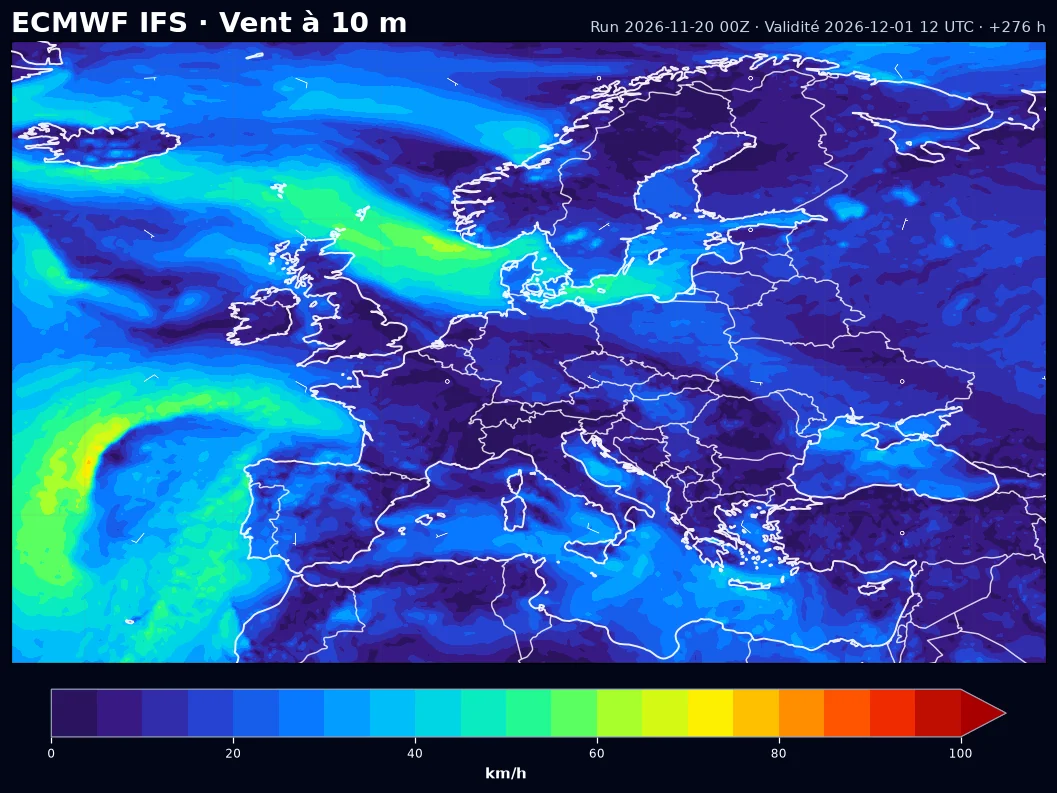 ECMWF IFS · Vent à 10 m
Run 2026-11-20 00Z · Validité 2026-12-01 12 UTC · +276 h
0 20 40 60 80 100
km/h